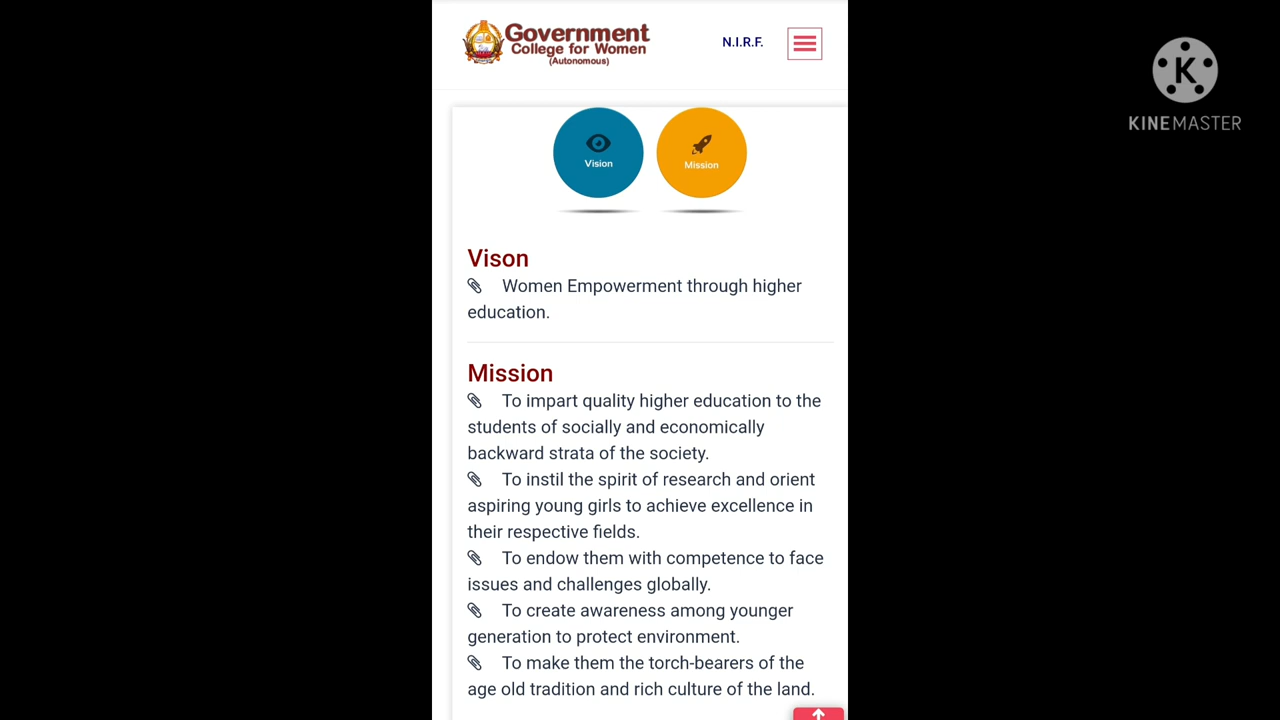 Government
College for Women
(Autonomous)
N.I.R.F.
K
KINEMASTER
Vision
Mission
Vison
Women Empowerment through higher
education.
Mission
To impart quality higher education to the
students of socially and economically
backward strata of the society.
To instil the spirit of research and orient
aspiring young girls to achieve excellence in
their respective fields.
To endow them with competence to face
issues and challenges globally.
To create awareness among younger
generation to protect environment.
To make them the torch-bearers of the
age old tradition and rich culture of the land.